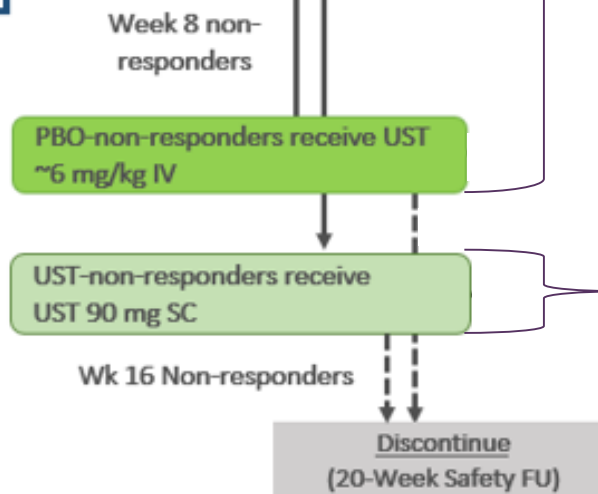 Week 8 non-
responders
PBO-non-responders receive UST
~6 mg/kg IV
UST-non-responders receive
UST 90 mg SC
Wk 16 Non-responders
Discontinue
(20-Week Safety FU)